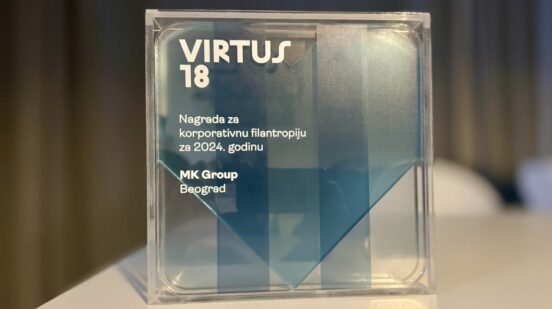 VIRTUS
18
Nagrada za
korporativnu filantropiju
za 2024. godinu
MK Group
Beograd